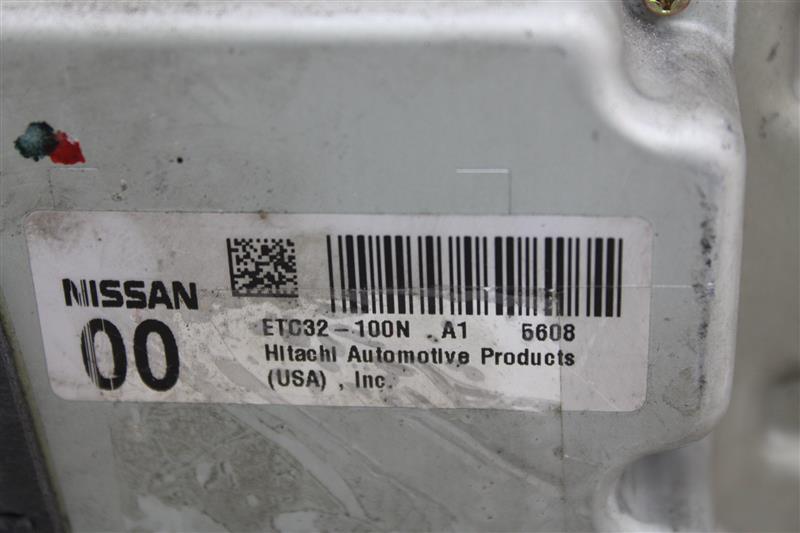 NISSAN
00
ETC32-100N A1 5608
Hitachi Automotive Products
(USA) , Inc.